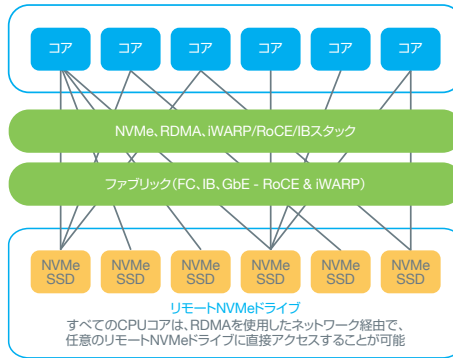 コア コア コア コア コア コア
NVMe、RDMA、iWARP/RoCE/IBスタック
ファブリック(FC、IB、GbE - RoCE & iWARP)
NVMe NVMe NVMe NVMe NVMe NVMe
SSD SSD SSD SSD SSD SSD
リモートNVMeドライブ
すべてのCPUコアは、RDMAを使用したネットワーク経由で、
任意のリモートNVMeドライブに直接アクセスすることが可能